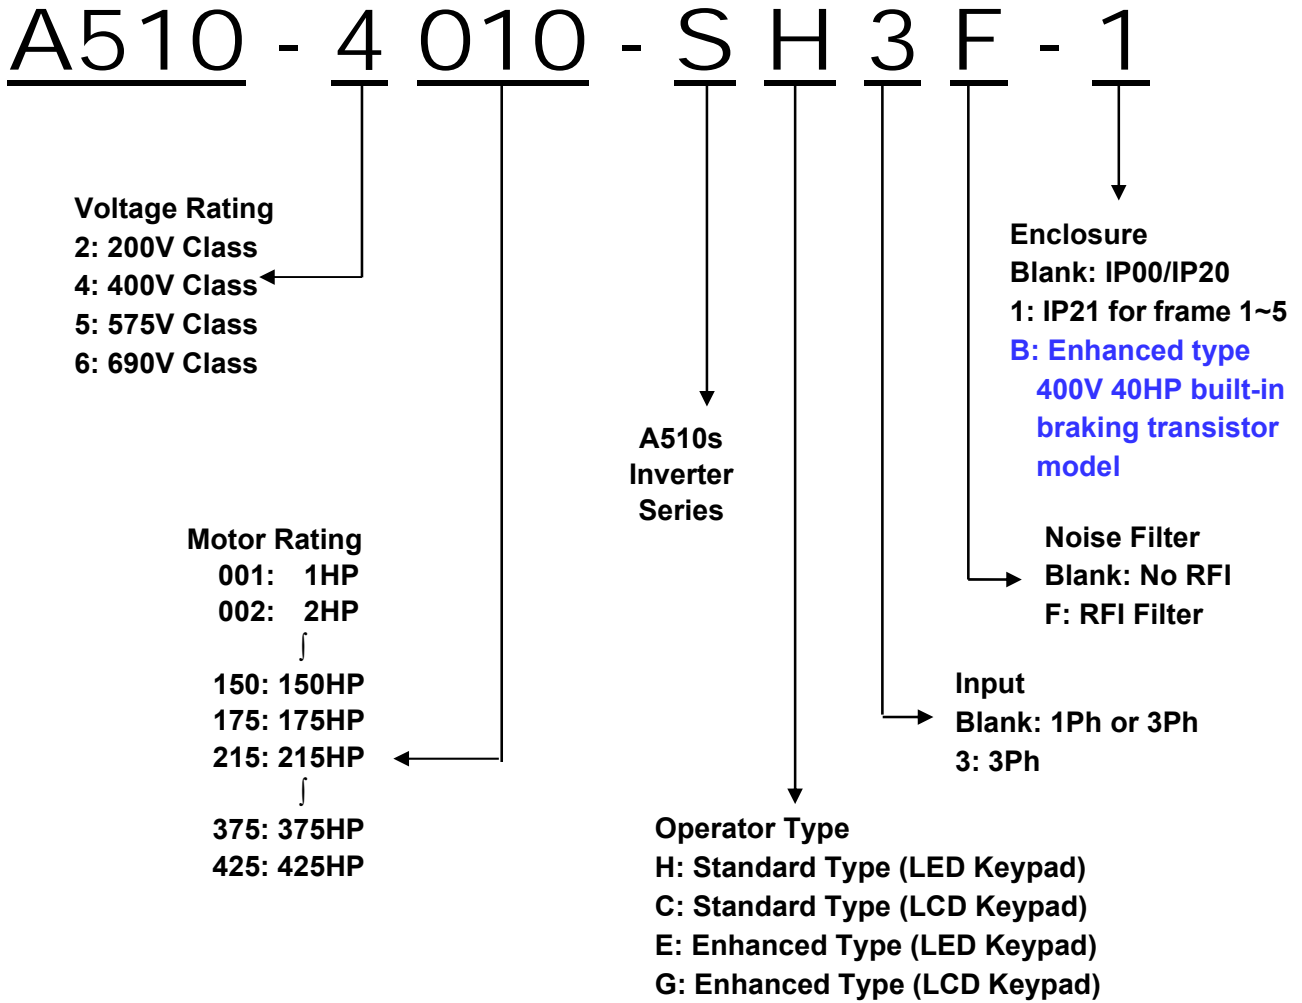 A510 - 4 010 - S H 3 F - 1
Voltage Rating
2: 200V Class
4: 400V Class
5: 575V Class
6: 690V Class
Motor Rating
001: 1HP
002: 2HP
∫
150: 150HP
175: 175HP
215: 215HP
∫
375: 375HP
425: 425HP
A510s
Inverter
Series
Operator Type
H: Standard Type (LED Keypad)
C: Standard Type (LCD Keypad)
E: Enhanced Type (LED Keypad)
G: Enhanced Type (LCD Keypad)
Input
Blank: 1Ph or 3Ph
3: 3Ph
Noise Filter
Blank: No RFI
F: RFI Filter
Enclosure
Blank: IP00/IP20
1: IP21 for frame 1~5
B: Enhanced type
400V 40HP built-in
braking transistor
model